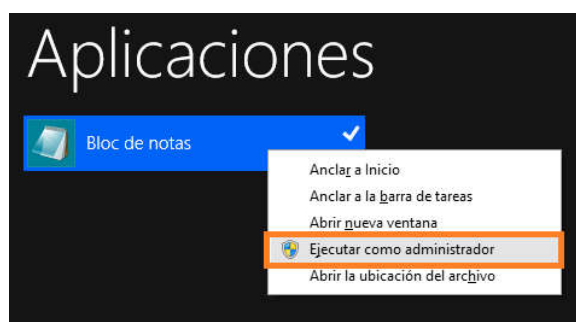 Aplicaciones
Bloc de notas
Anclar a Inicio
Anclar a la barra de tareas
Abrir nueva ventana
Ejecutar como administrador
Abrir la ubicación del archivo